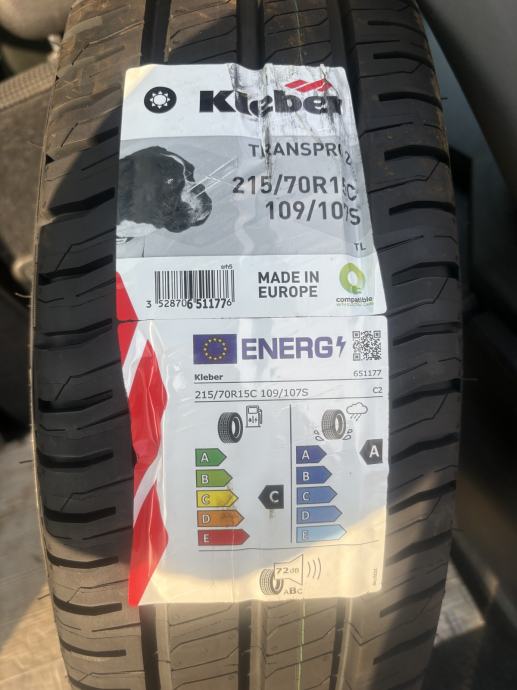 Kleber
TRANSPRO 2
215/70R15C
109/107S
TL
3 528706 511776
MADE IN
EUROPE
compatible
ENERG
Kleber
651177
215/70R15C 109/107S
C2
A
B
C
D
E
C
A
B
C
D
E
A
72dB
ABC